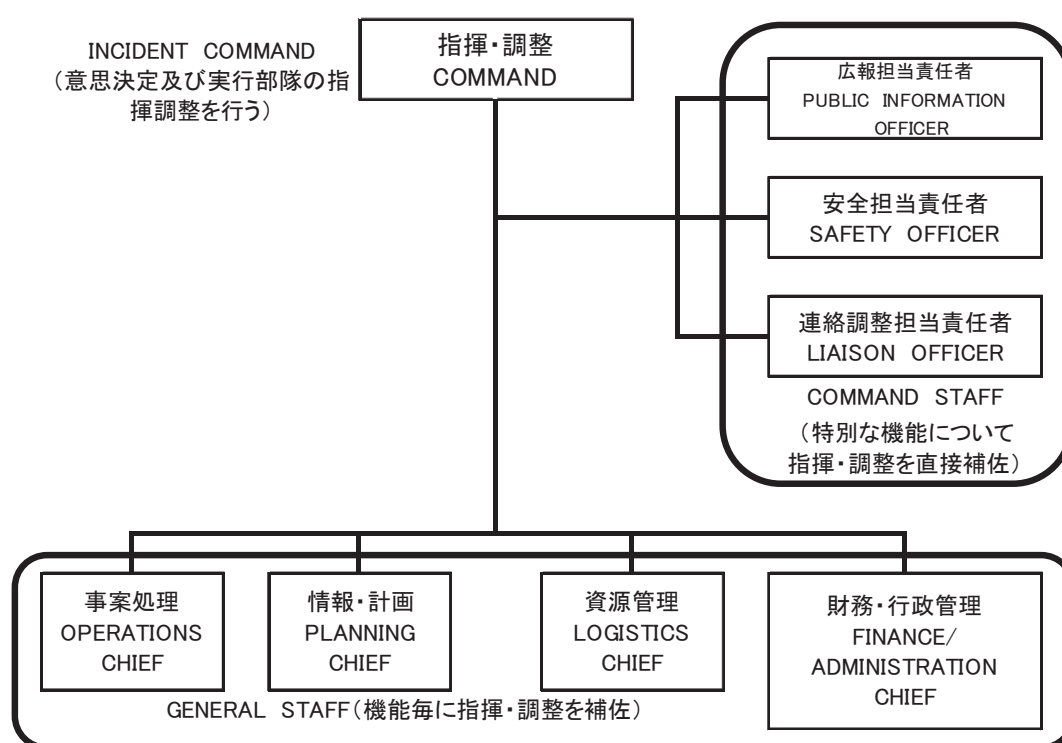 INCIDENT COMMAND
(意思決定及び実行部隊の指
揮調整を行う)
指揮・調整
COMMAND
広報担当責任者
PUBLIC INFORMATION
OFFICER
安全担当責任者
SAFETY OFFICER
連絡調整担当責任者
LIAISON OFFICER
COMMAND STAFF
(特別な機能について
指揮・調整を直接補佐)
事案処理
OPERATIONS
CHIEF
情報・計画
PLANNING
CHIEF
資源管理
LOGISTICS
CHIEF
財務・行政管理
FINANCE/
ADMINISTRATION
CHIEF
GENERAL STAFF(機能毎に指揮・調整を補佐)